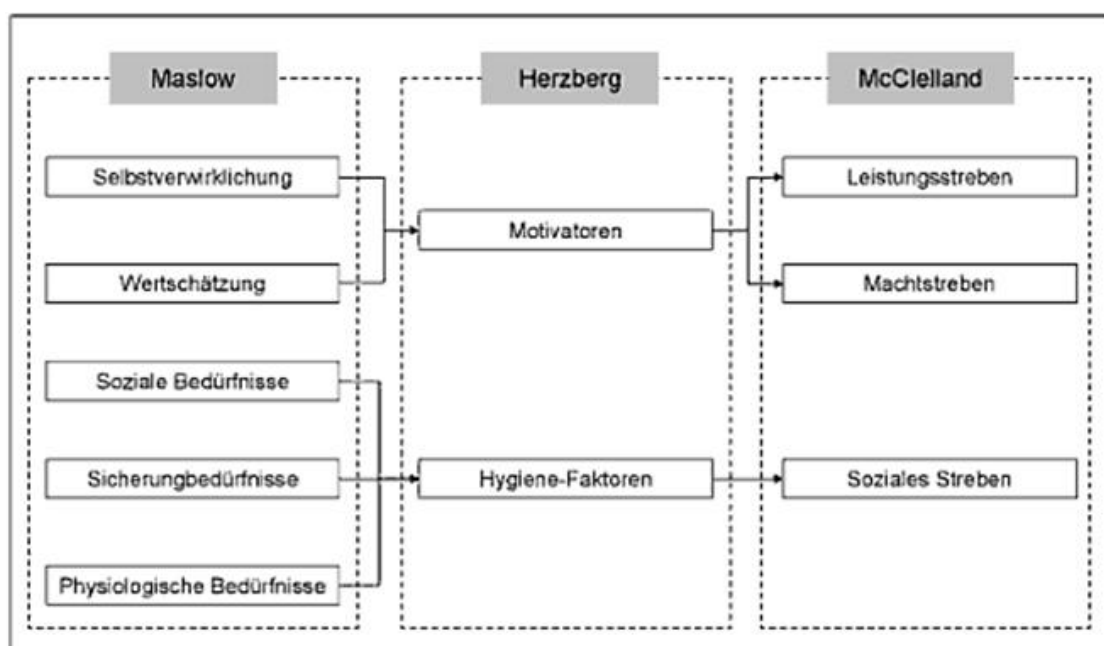 Maslow
Herzberg
McClelland
Selbstverwirklichung
Leistungsstreben
Motivatoren
Wertschätzung
Machtstreben
Soziale Bedürfnisse
Sicherungbedürfnisse
Hygiene-Faktoren
Soziales Streben
Physiologische Bedürfnisse